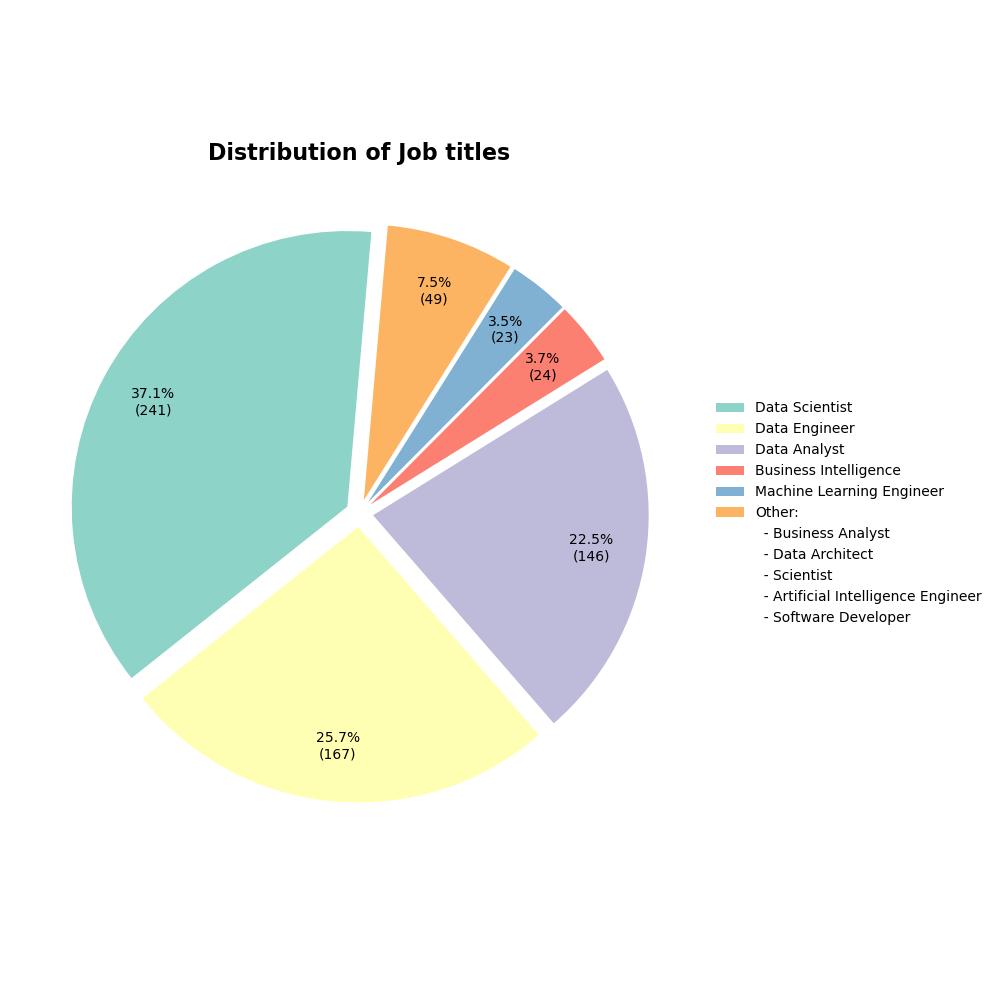 Distribution of Job titles
7.5%
(49)
3.5%
(23)
3.7%
(24)
37.1%
(241)
22.5%
(146)
25.7%
(167)
Data Scientist
Data Engineer
Data Analyst
Business Intelligence
Machine Learning Engineer
Other:
- Business Analyst
- Data Architect
- Scientist
- Artificial Intelligence Engineer
- Software Developer